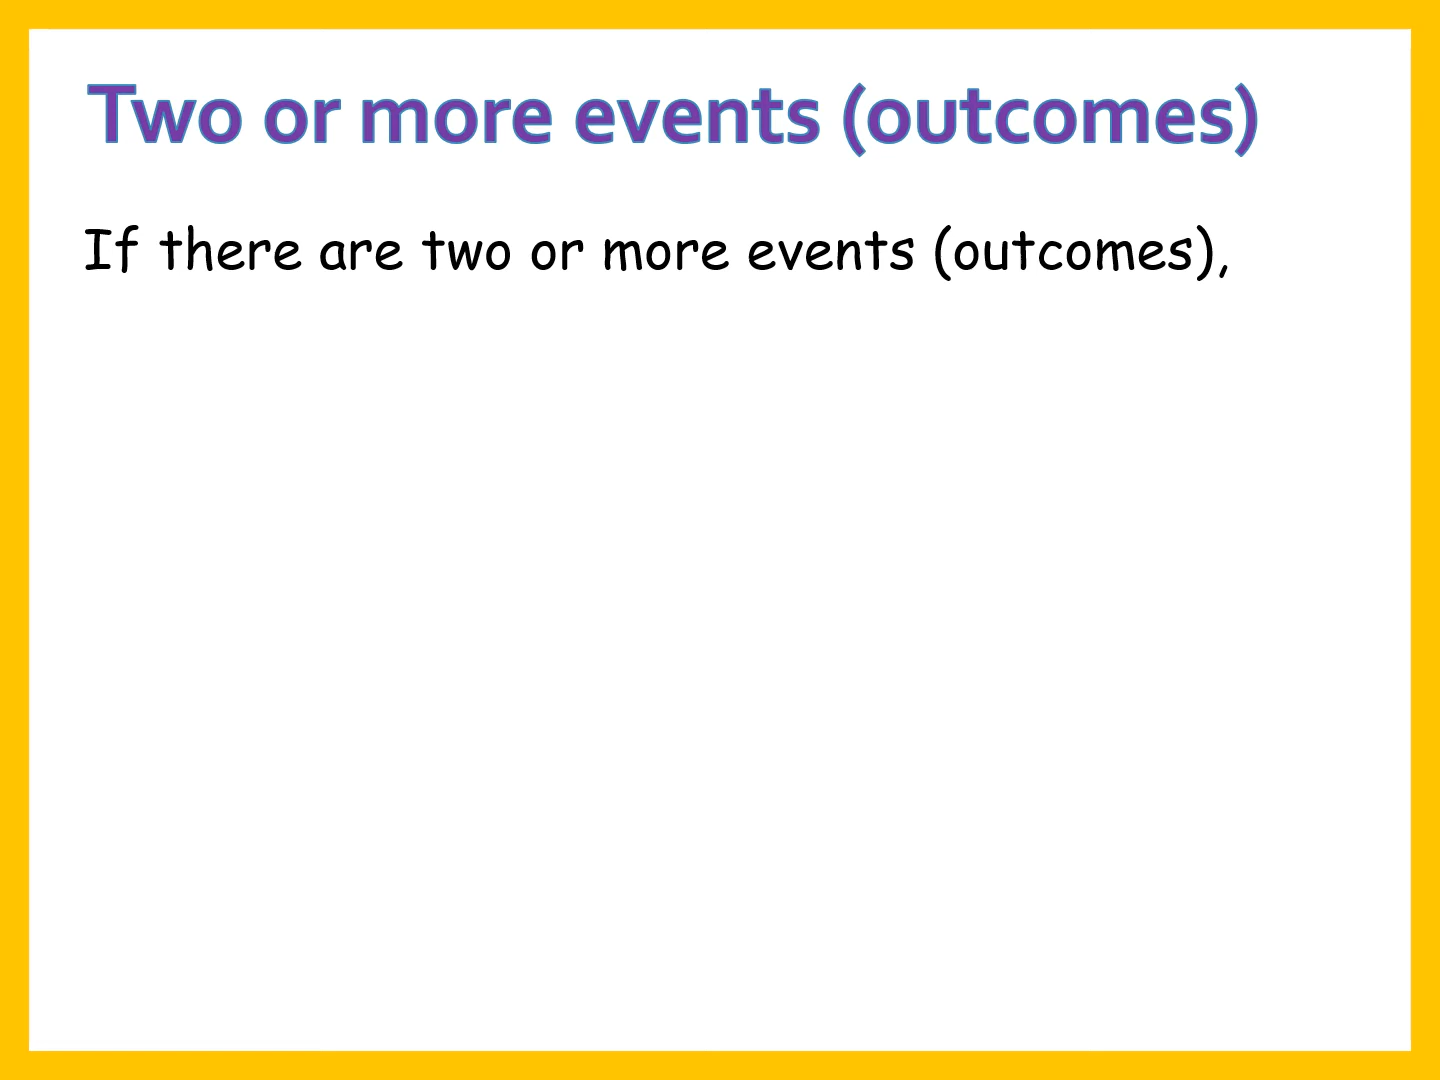 Two or more events (outcomes)
If there are two or more events (outcomes),